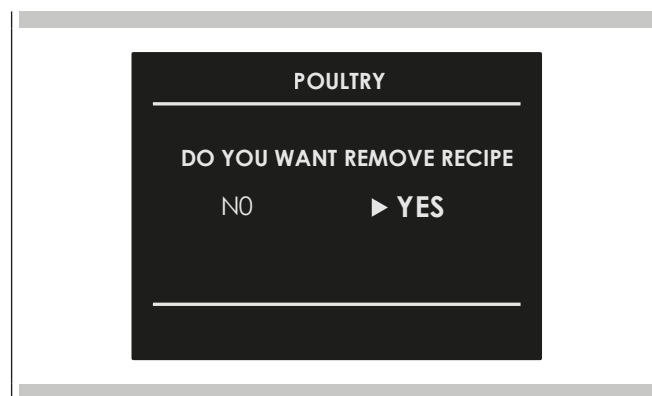 POULTRY
DO YOU WANT REMOVE RECIPE
N0 ▶ YES